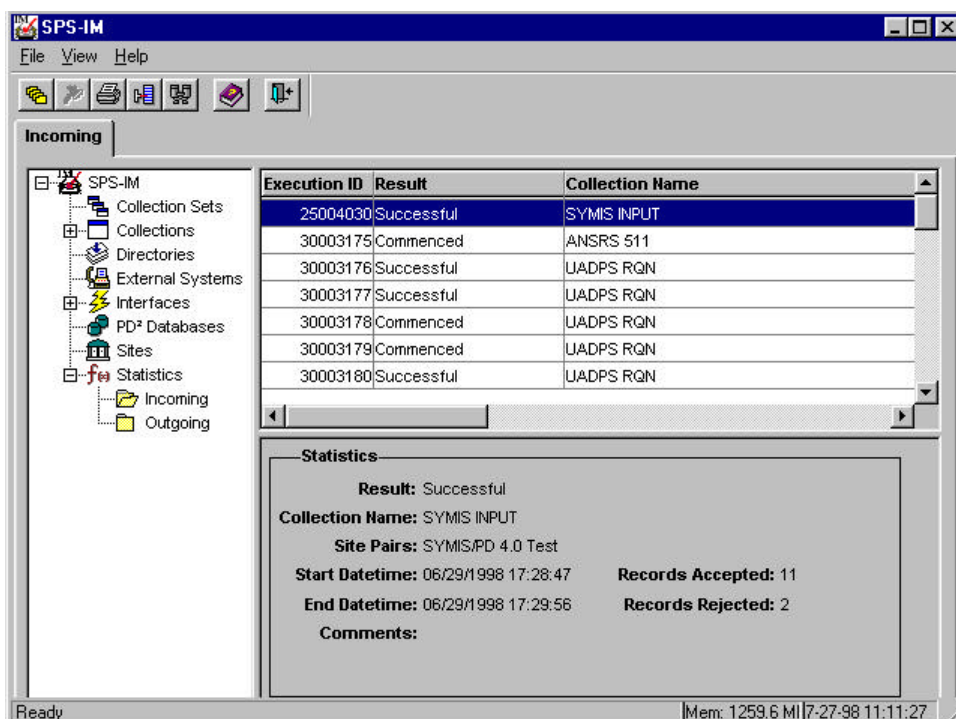 SPS-IM
File View Help
Incoming
SPS-IM
Collection Sets
Collections
Directories
External Systems
Interfaces
PD² Databases
Sites
Statistics
Incoming
Outgoing
Execution ID Result Collection Name
25004030 Successful SYMIS INPUT
30003175 Commenced ANSRS 511
30003176 Successful UADPS RQN
30003177 Successful UADPS RQN
30003178 Commenced UADPS RQN
30003179 Commenced UADPS RQN
30003180 Successful UADPS RQN
Statistics
Result: Successful
Collection Name: SYMIS INPUT
Site Pairs: SYMIS/PD 4.0 Test
Start Datetime: 06/29/1998 17:28:47 Records Accepted: 11
End Datetime: 06/29/1998 17:29:56 Records Rejected: 2
Comments:
Ready Mem: 1259.6 MI 7-27-98 11:11:27